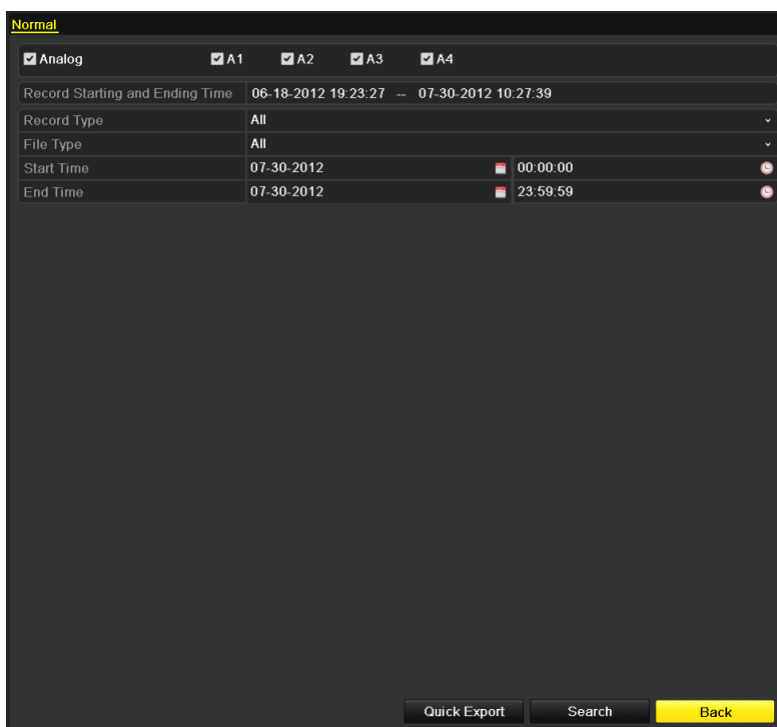 Normal
Analog A1 A2 A3 A4
Record Starting and Ending Time 06-18-2012 19:23:27 -- 07-30-2012 10:27:39
Record Type All
File Type All
Start Time 07-30-2012 00:00:00
End Time 07-30-2012 23:59:59
Quick Export Search Back